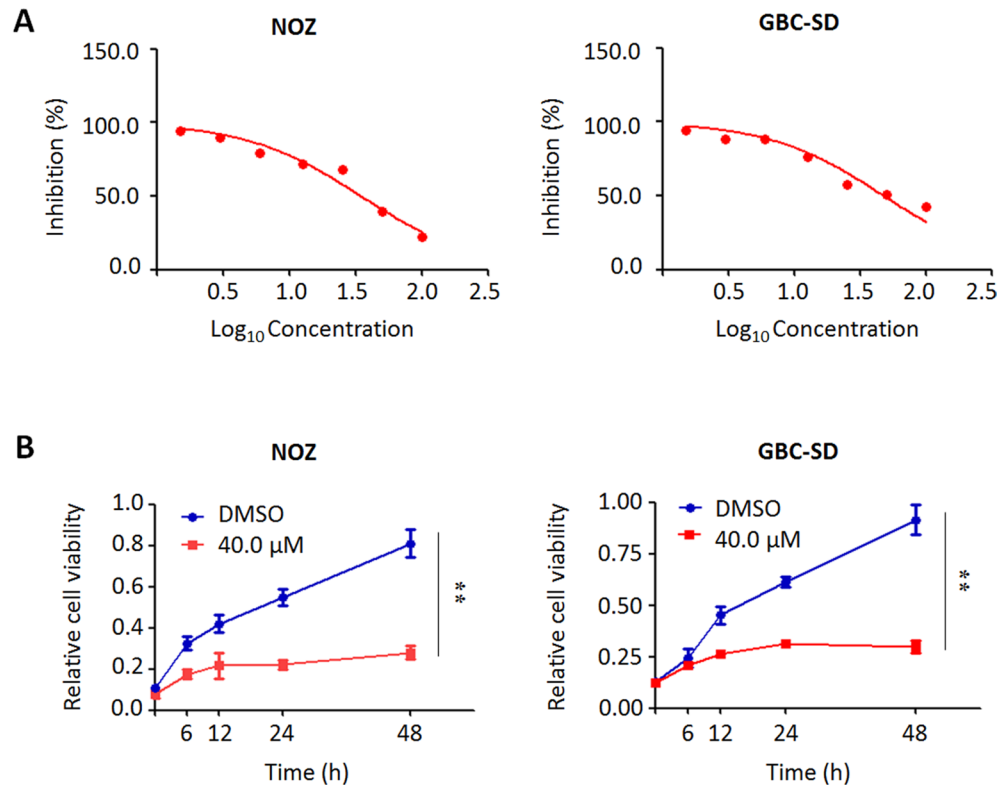 A
NOZ
GBC-SD
150.0
100.0
50.0
0.0
Inhibition (%)
0.5 1.0 1.5 2.0 2.5
Log₁₀ Concentration
150.0
100.0
50.0
0.0
Inhibition (%)
0.5 1.0 1.5 2.0 2.5
Log₁₀ Concentration
B
NOZ
GBC-SD
1.0
0.8
0.6
0.4
0.2
0.0
Relative cell viability
DMSO
40.0 µM
**
6 12 24 48
Time (h)
1.00
0.75
0.50
0.25
0.00
Relative cell viability
DMSO
40.0 µM
**
6 12 24 48
Time (h)